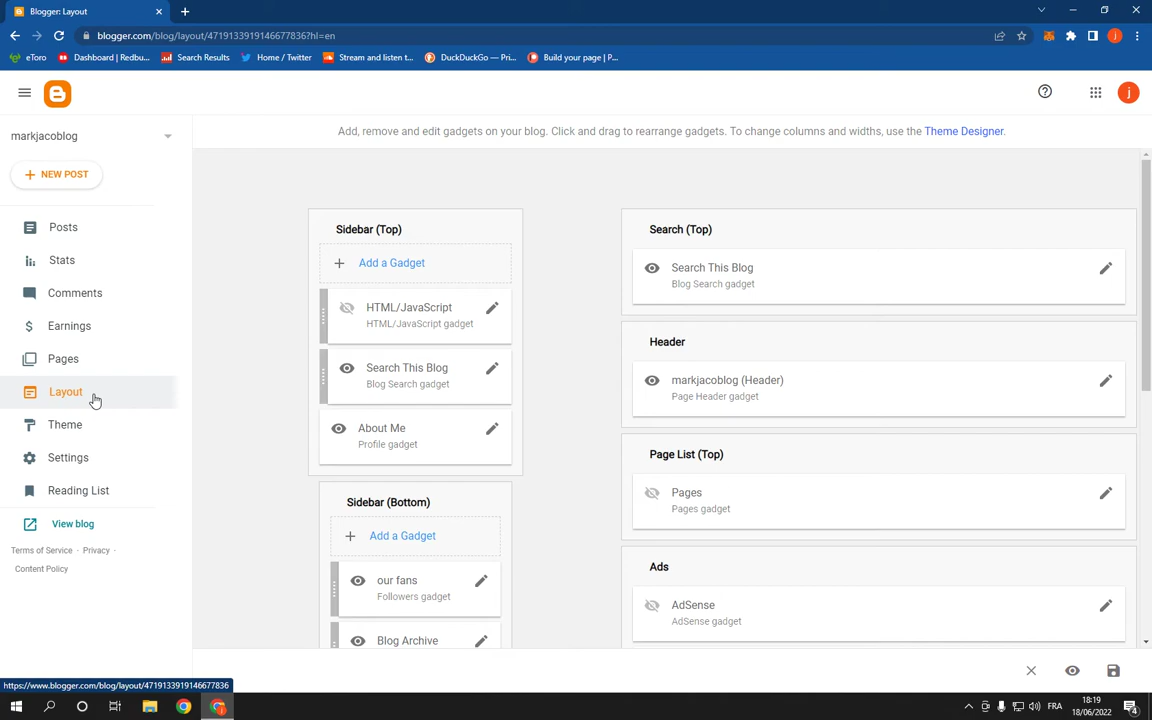 Blogger: Layout
blogger.com/blog/layout/4719133919146677836?hl=en
eToro
Dashboard | Redbu...
Search Results
Home / Twitter
Stream and listen t...
DuckDuckGo — Pri...
Build your page | P...
j
markjacoblog
Add, remove and edit gadgets on your blog. Click and drag to rearrange gadgets. To change columns and widths, use the Theme Designer.
NEW POST
Posts
Stats
Comments
Earnings
Pages
Layout
Theme
Settings
Reading List
View blog
Terms of Service · Privacy ·
Content Policy
Sidebar (Top)
Add a Gadget
HTML/JavaScript
HTML/JavaScript gadget
Search This Blog
Blog Search gadget
About Me
Profile gadget
Sidebar (Bottom)
Add a Gadget
our fans
Followers gadget
Blog Archive
Search (Top)
Search This Blog
Blog Search gadget
Header
markjacoblog (Header)
Page Header gadget
Page List (Top)
Pages
Pages gadget
Ads
AdSense
AdSense gadget
https://www.blogger.com/blog/layout/4719133919146677836
FRA
18:19
18/06/2022
4